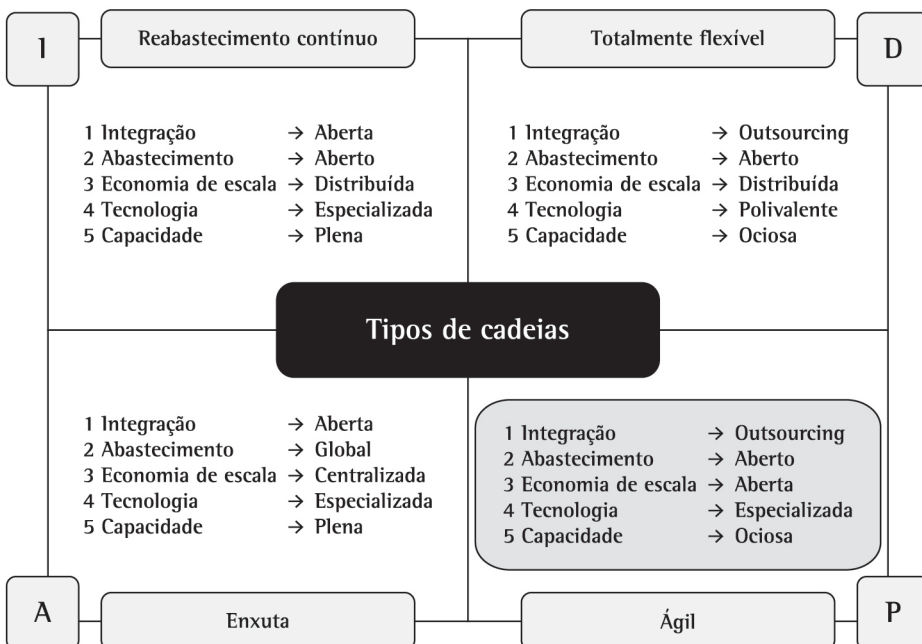 I
Reabastecimento contínuo
Totalmente flexível
D
1 Integração → Aberta
2 Abastecimento → Aberto
3 Economia de escala → Distribuída
4 Tecnologia → Especializada
5 Capacidade → Plena
1 Integração → Outsourcing
2 Abastecimento → Aberto
3 Economia de escala → Distribuída
4 Tecnologia → Polivalente
5 Capacidade → Ociosa
Tipos de cadeias
1 Integração → Aberta
2 Abastecimento → Global
3 Economia de escala → Centralizada
4 Tecnologia → Especializada
5 Capacidade → Plena
1 Integração → Outsourcing
2 Abastecimento → Aberto
3 Economia de escala → Aberta
4 Tecnologia → Especializada
5 Capacidade → Ociosa
A
Enxuta
Ágil
P